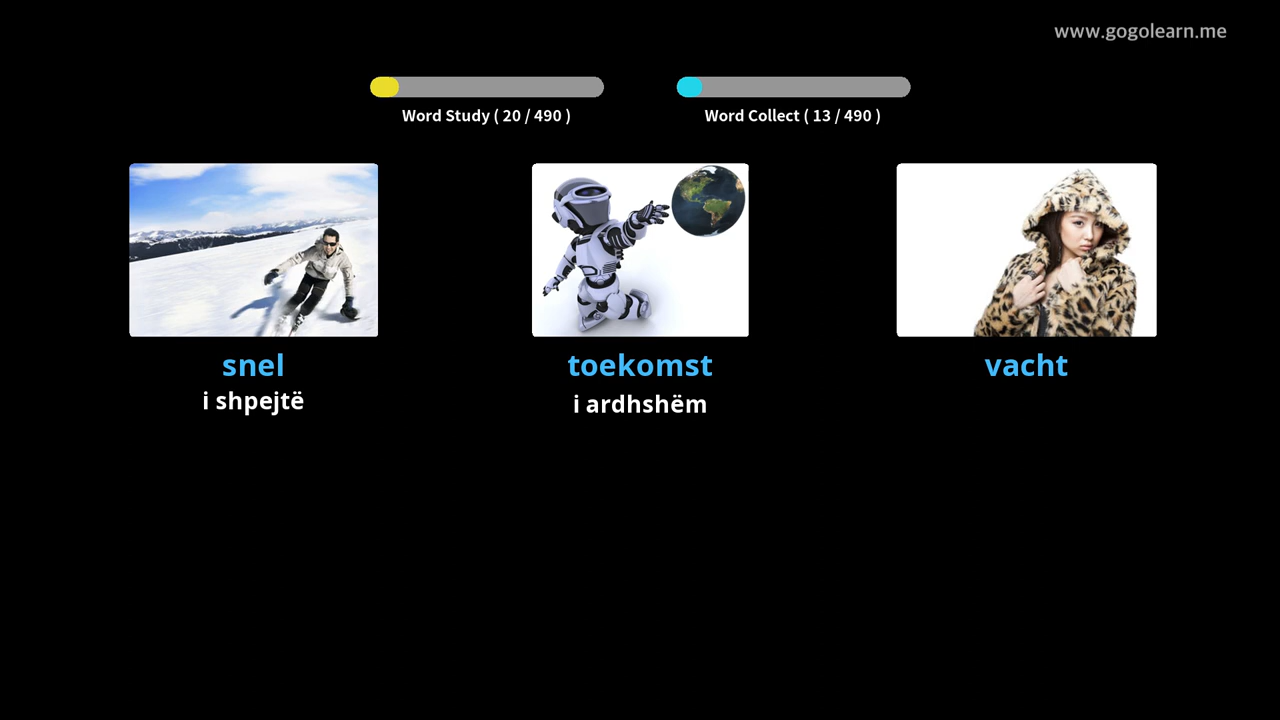 www.gogolearn.me
Word Study ( 20 / 490 )
Word Collect ( 13 / 490 )
snel
i shpejtë
toekomst
i ardhshëm
vacht